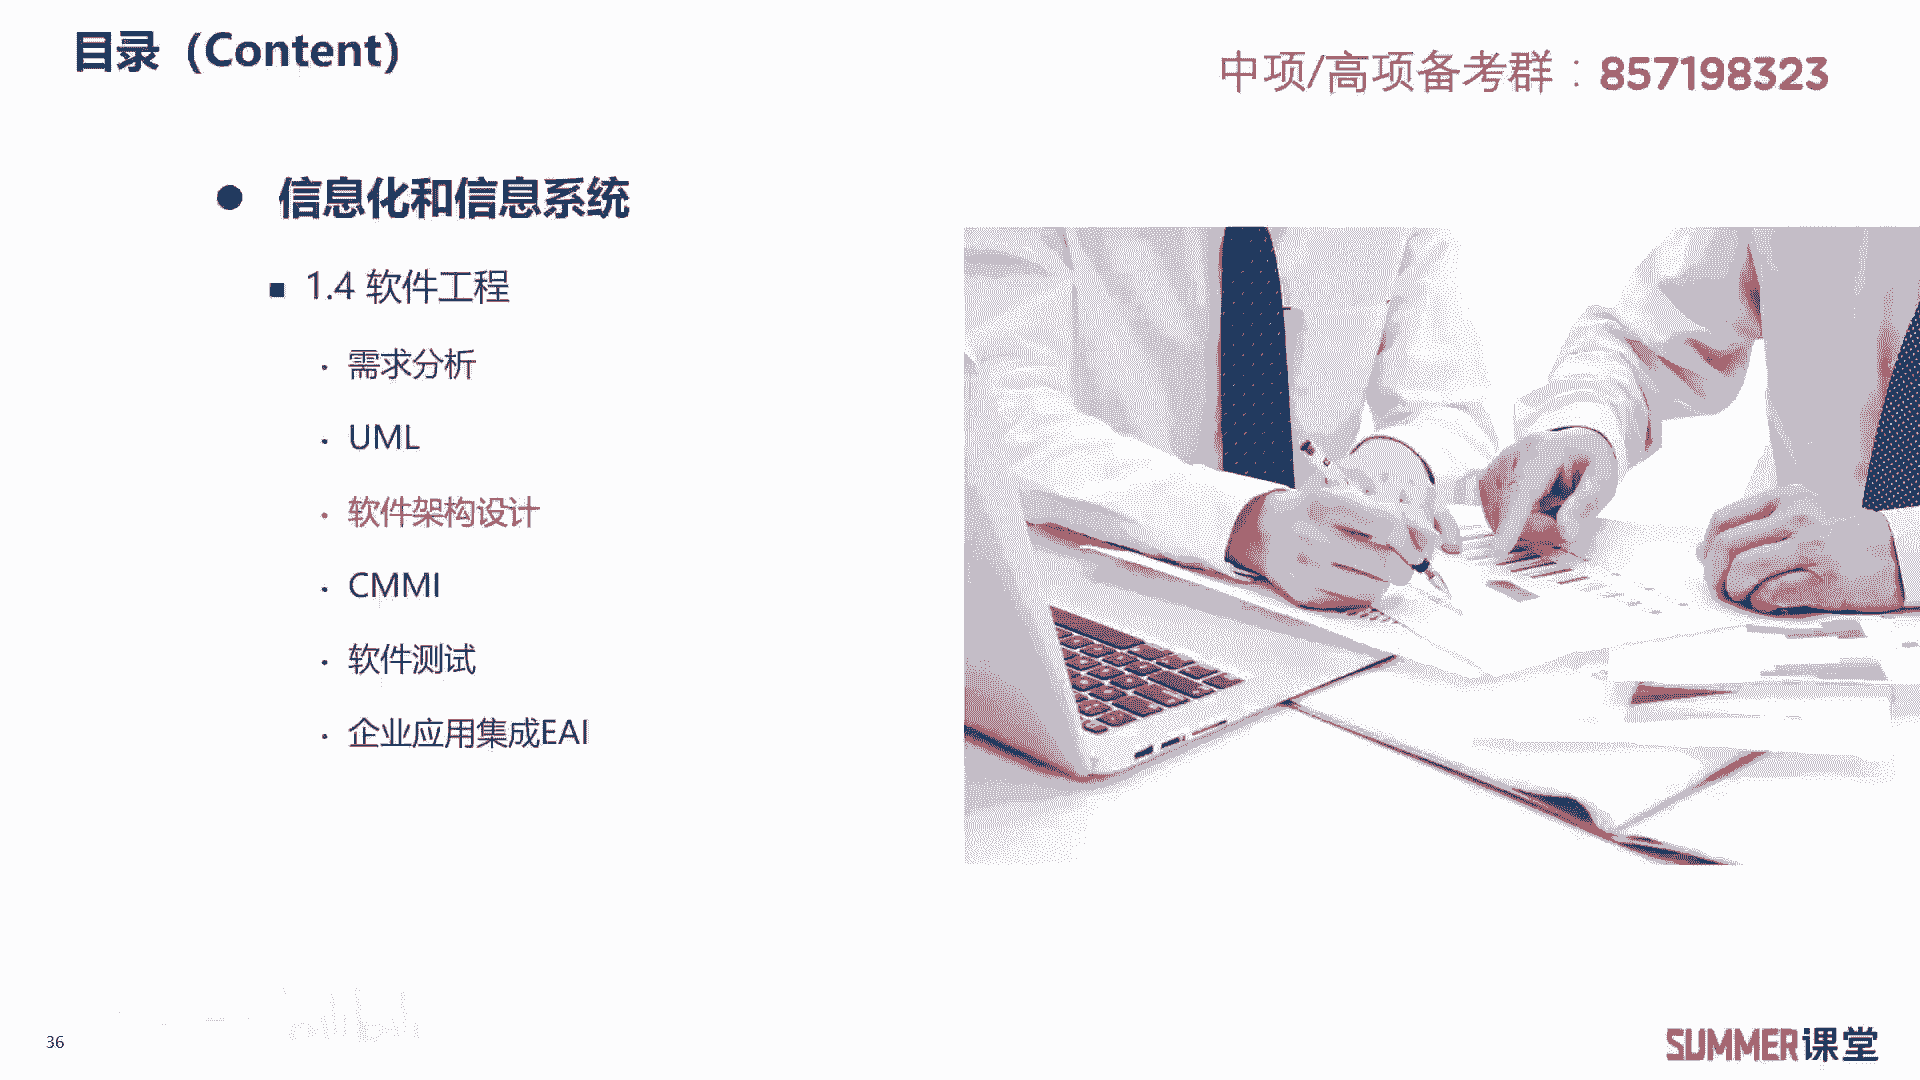 目录（Content）
中项/高项备考群：857198323
信息化和信息系统
1.4 软件工程
需求分析
UML
软件架构设计
CMMI
软件测试
企业应用集成EAI
36
SUMMER课堂